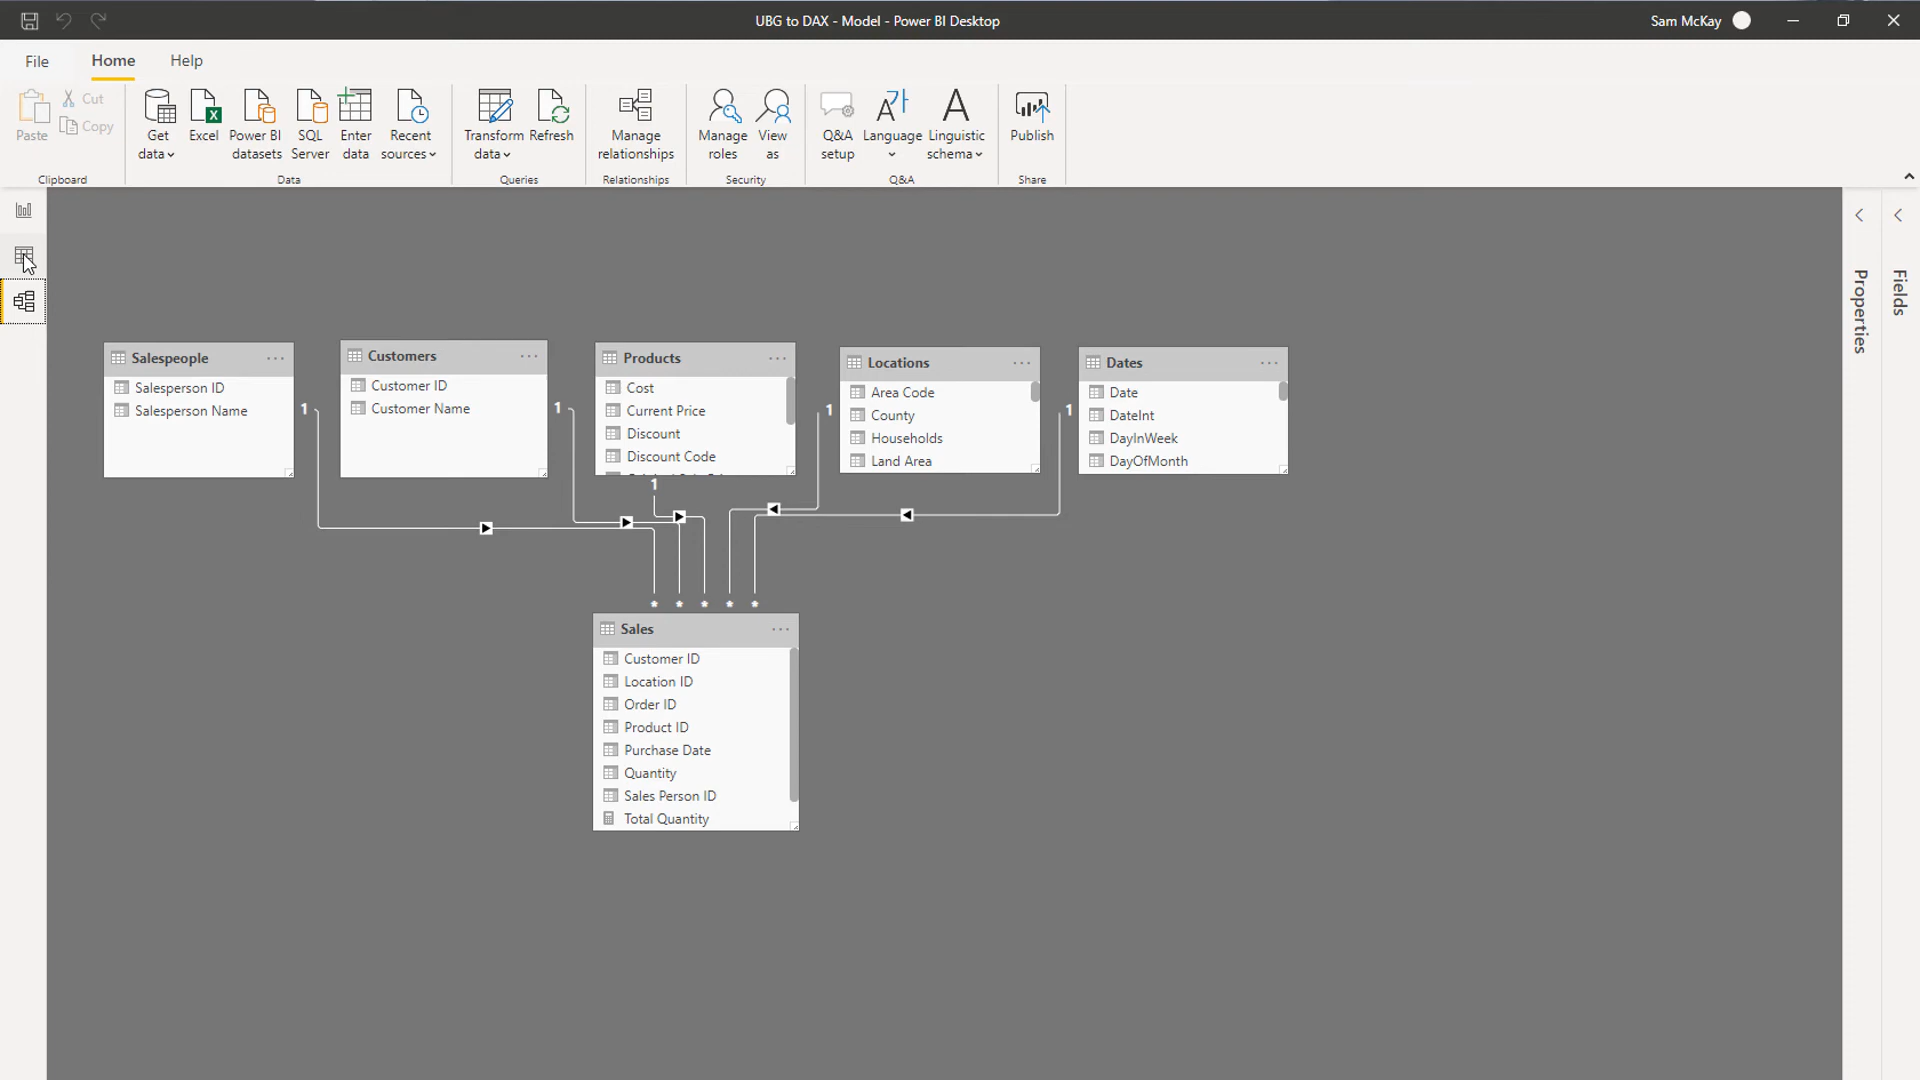 UBG to DAX - Model - Power BI Desktop
Sam McKay
File
Home
Help
Paste
Cut
Copy
Clipboard
Get
data
Excel
Power BI
datasets
SQL
Server
Enter
data
Recent
sources
Data
Transform
data
Refresh
Queries
Manage
relationships
Relationships
Manage
roles
View
as
Security
Q&A
setup
Language
Linguistic
schema
Q&A
Publish
Share
Properties
Fields
Salespeople
Salesperson ID
Salesperson Name
1
Customers
Customer ID
Customer Name
1
Products
Cost
Current Price
Discount
Discount Code
1
Locations
Area Code
County
Households
Land Area
1
Dates
Date
DateInt
DayInWeek
DayOfMonth
1
* * * * *
Sales
Customer ID
Location ID
Order ID
Product ID
Purchase Date
Quantity
Sales Person ID
Total Quantity